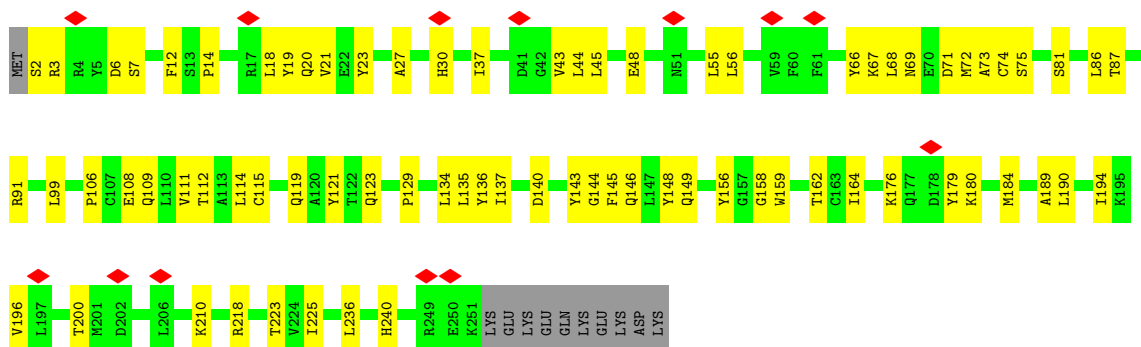 MET S2 R3 R4 Y5 D6 S7 F12 S13 P14 R17 L18 Y19 Q20 V21 E22 Y23 A27 H30 I37 D41 G42 V43 L44 L45 E48 N51 L55 L56 V59 F60 F61 Y66 K67 L68 N69 E70 D71 M72 A73 C74 S75 S81 L86 T87
R91 L99 P106 C107 E108 Q109 L110 V111 T112 A113 L114 C115 Q119 A120 Y121 T122 Q123 P129 L134 L135 Y136 I137 D140 Y143 G144 F145 Q146 L147 Y148 Q149 Y156 G157 G158 W159 T162 C163 I164 K176 Q177 D178 Y179 K180 M184 A189 L190 I194 K195
V196 L197 T200 M201 D202 L206 K210 R218 T223 V224 I225 L236 H240 R249 E250 K251 LYS GLU LYS GLU GLN LYS GLU LYS ASP LYS